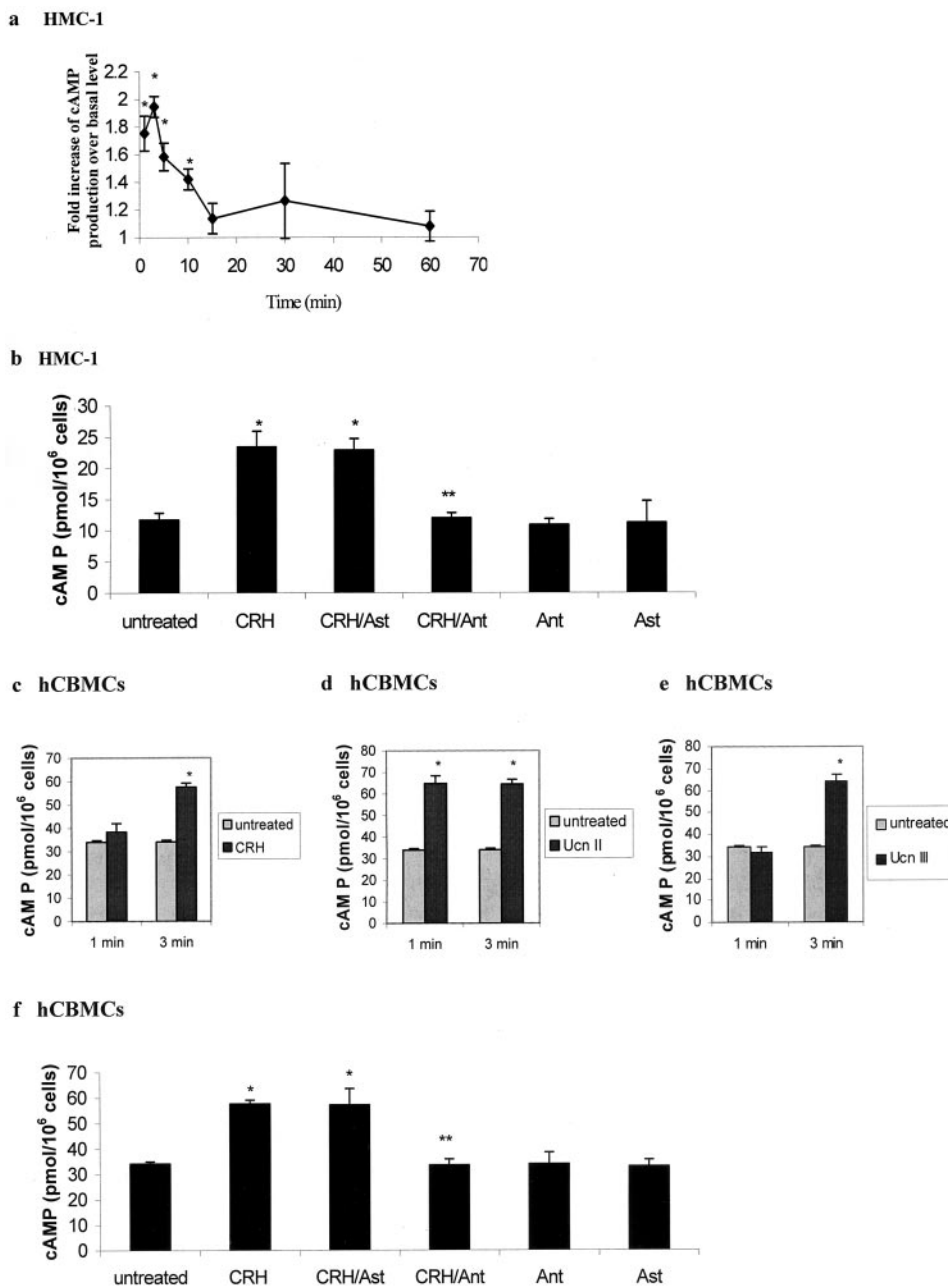 a HMC-1
Fold increase of cAMP
production over basal level
2.2
2
1.8
1.6
1.4
1.2
1
*
*
*
*
0 10 20 30 40 50 60 70
Time (min)
b HMC-1
cAM P (pmol/10⁶ cells)
30
25
20
15
10
5
0
* * **
untreated CRH CRH/Ast CRH/Ant Ant Ast
c hCBMCs
cAM P (pmol/10⁶ cells)
70
60
50
40
30
20
10
0
*
1 min 3 min
untreated
CRH
d hCBMCs
cAM P (pmol/10⁶ cells)
80
70
60
50
40
30
20
10
0
* *
1 min 3 min
untreated
Ucn II
e hCBMCs
cAM P (pmol/10⁶ cells)
80
70
60
50
40
30
20
10
0
*
1 min 3 min
untreated
Ucn III
f hCBMCs
cAMP (pmol/10⁶ cells)
70
60
50
40
30
20
10
0
* * **
untreated CRH CRH/Ast CRH/Ant Ant Ast